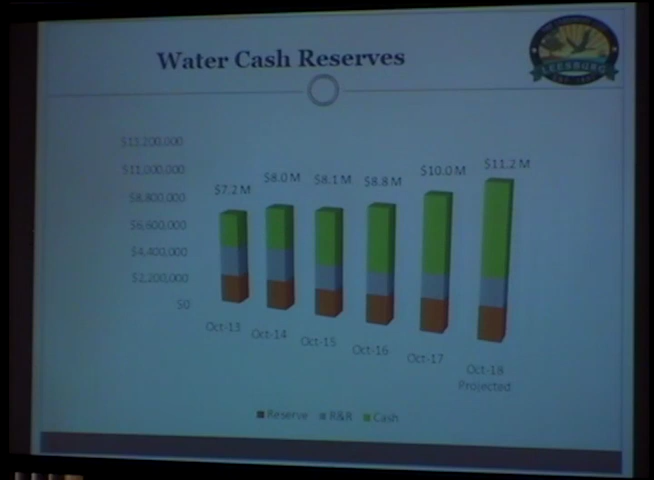 Water Cash Reserves
LEESBURG
$13,200,000
$11,000,000
$8,800,000
$6,600,000
$4,400,000
$2,200,000
$0
$7.2 M
$8.0 M
$8.1 M
$8.8 M
$10.0 M
$11.2 M
Oct-13
Oct-14
Oct-15
Oct-16
Oct-17
Oct-18
Projected
Reserve R&R Cash